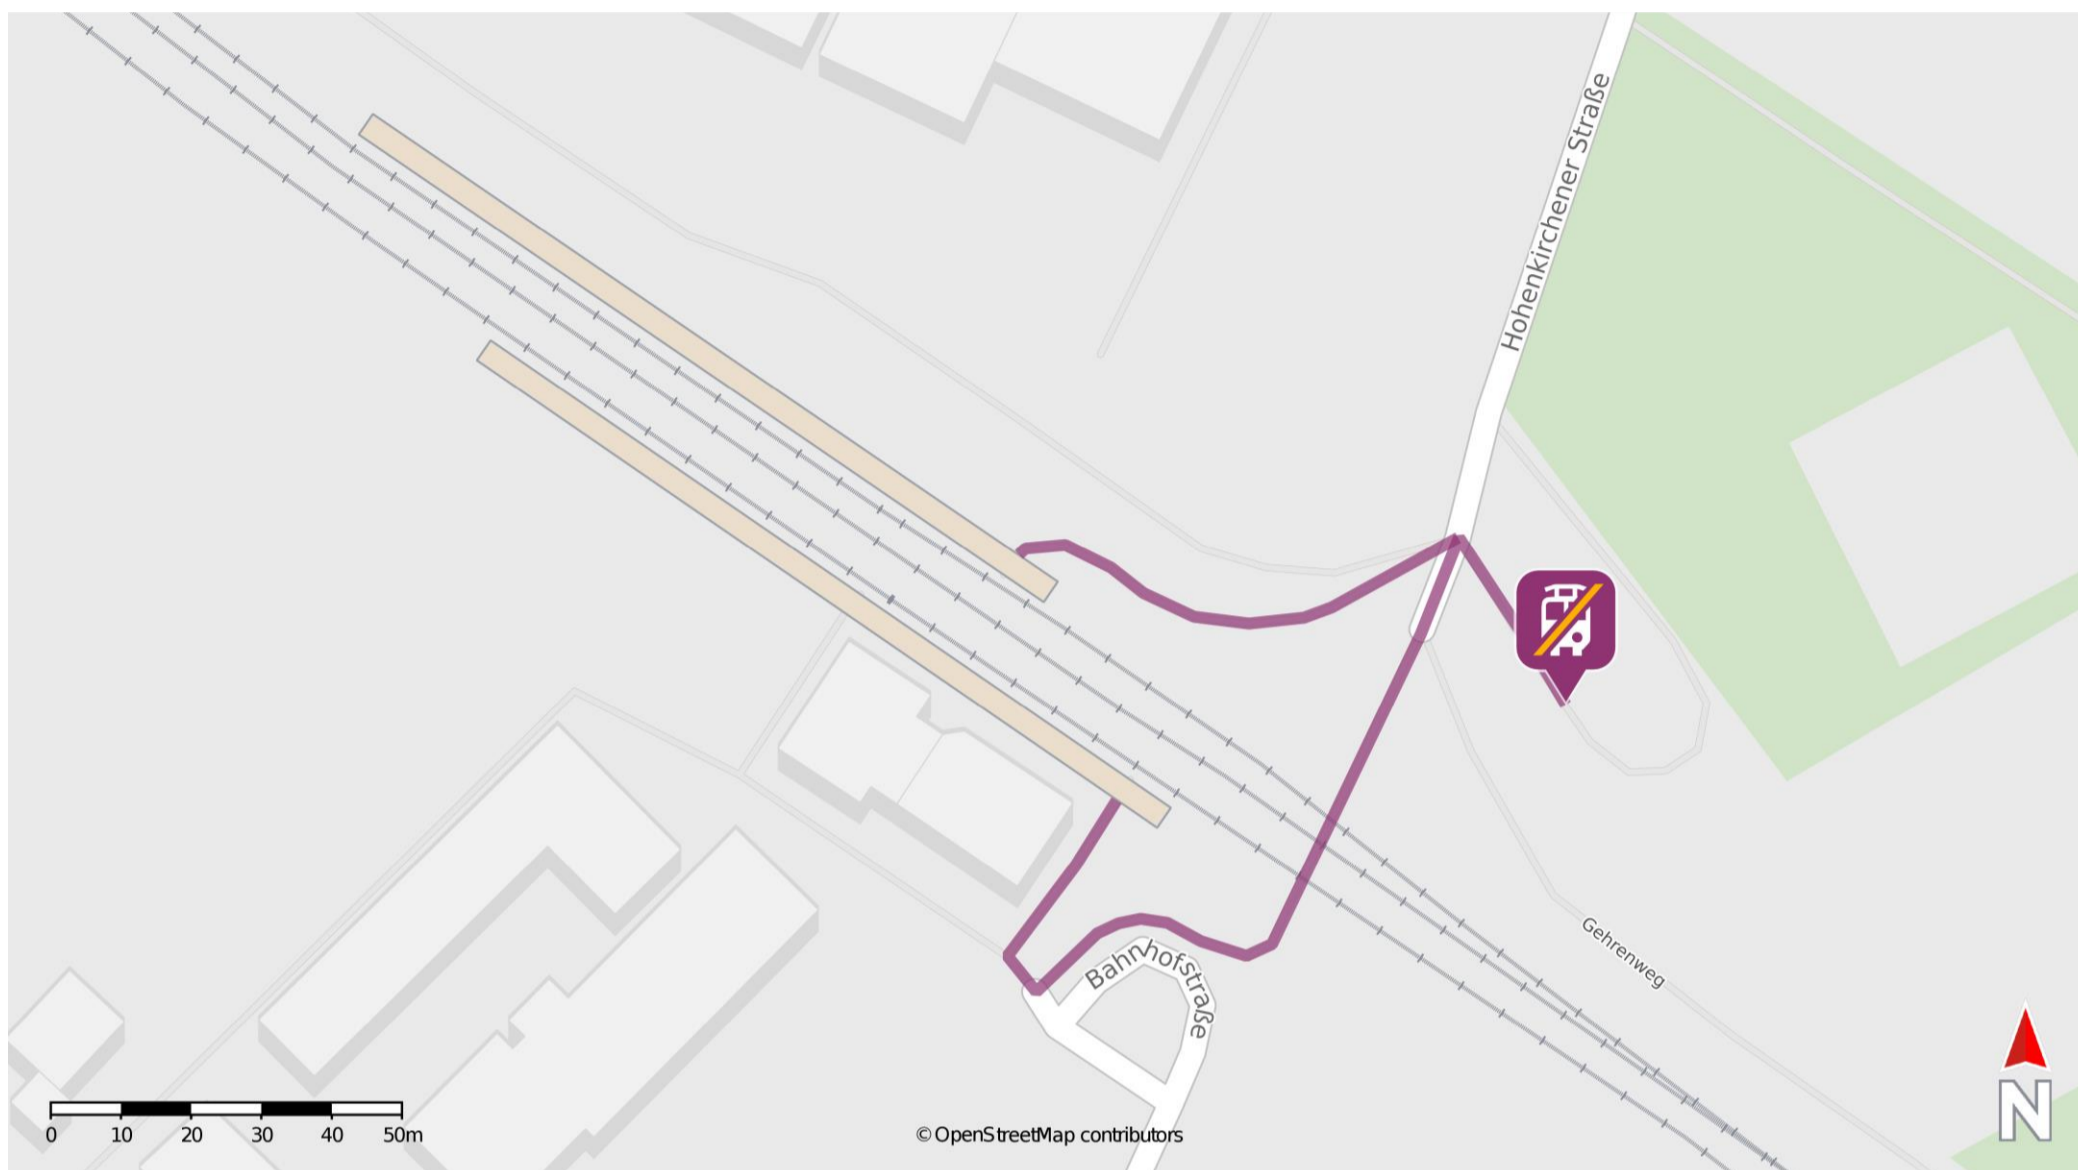 Hohenkirchener Straße
Gehrenweg
Bahnhofstraße
0 10 20 30 40 50m
© OpenStreetMap contributors
N